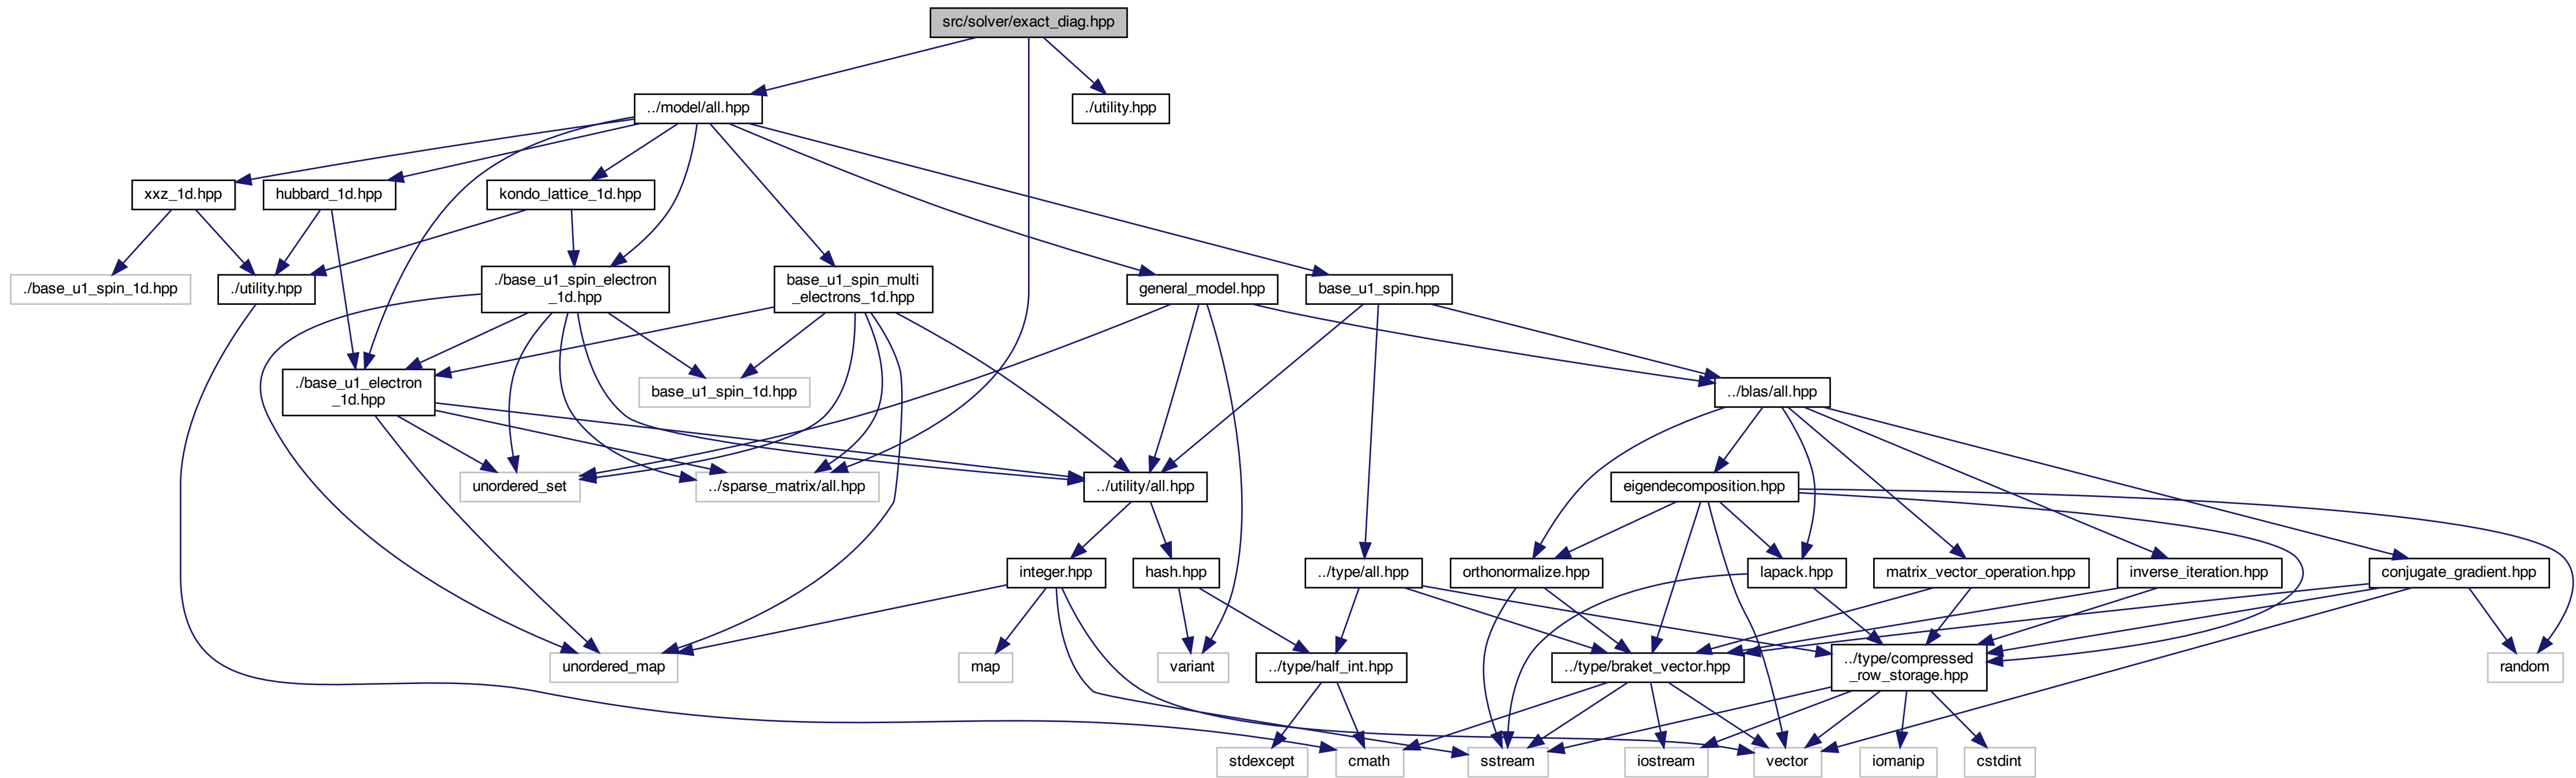 src/solver/exact_diag.hpp
../model/all.hpp
./utility.hpp
xxz_1d.hpp
hubbard_1d.hpp
kondo_lattice_1d.hpp
./base_u1_spin_1d.hpp
./utility.hpp
./base_u1_spin_electron
_1d.hpp
base_u1_spin_multi
_electrons_1d.hpp
general_model.hpp
base_u1_spin.hpp
./base_u1_electron
_1d.hpp
base_u1_spin_1d.hpp
../blas/all.hpp
unordered_set
../sparse_matrix/all.hpp
../utility/all.hpp
eigendecomposition.hpp
integer.hpp
hash.hpp
../type/all.hpp
orthonormalize.hpp
lapack.hpp
matrix_vector_operation.hpp
inverse_iteration.hpp
conjugate_gradient.hpp
unordered_map
map
variant
../type/half_int.hpp
../type/braket_vector.hpp
../type/compressed
_row_storage.hpp
random
stdexcept
cmath
sstream
iostream
vector
iomanip
cstdint